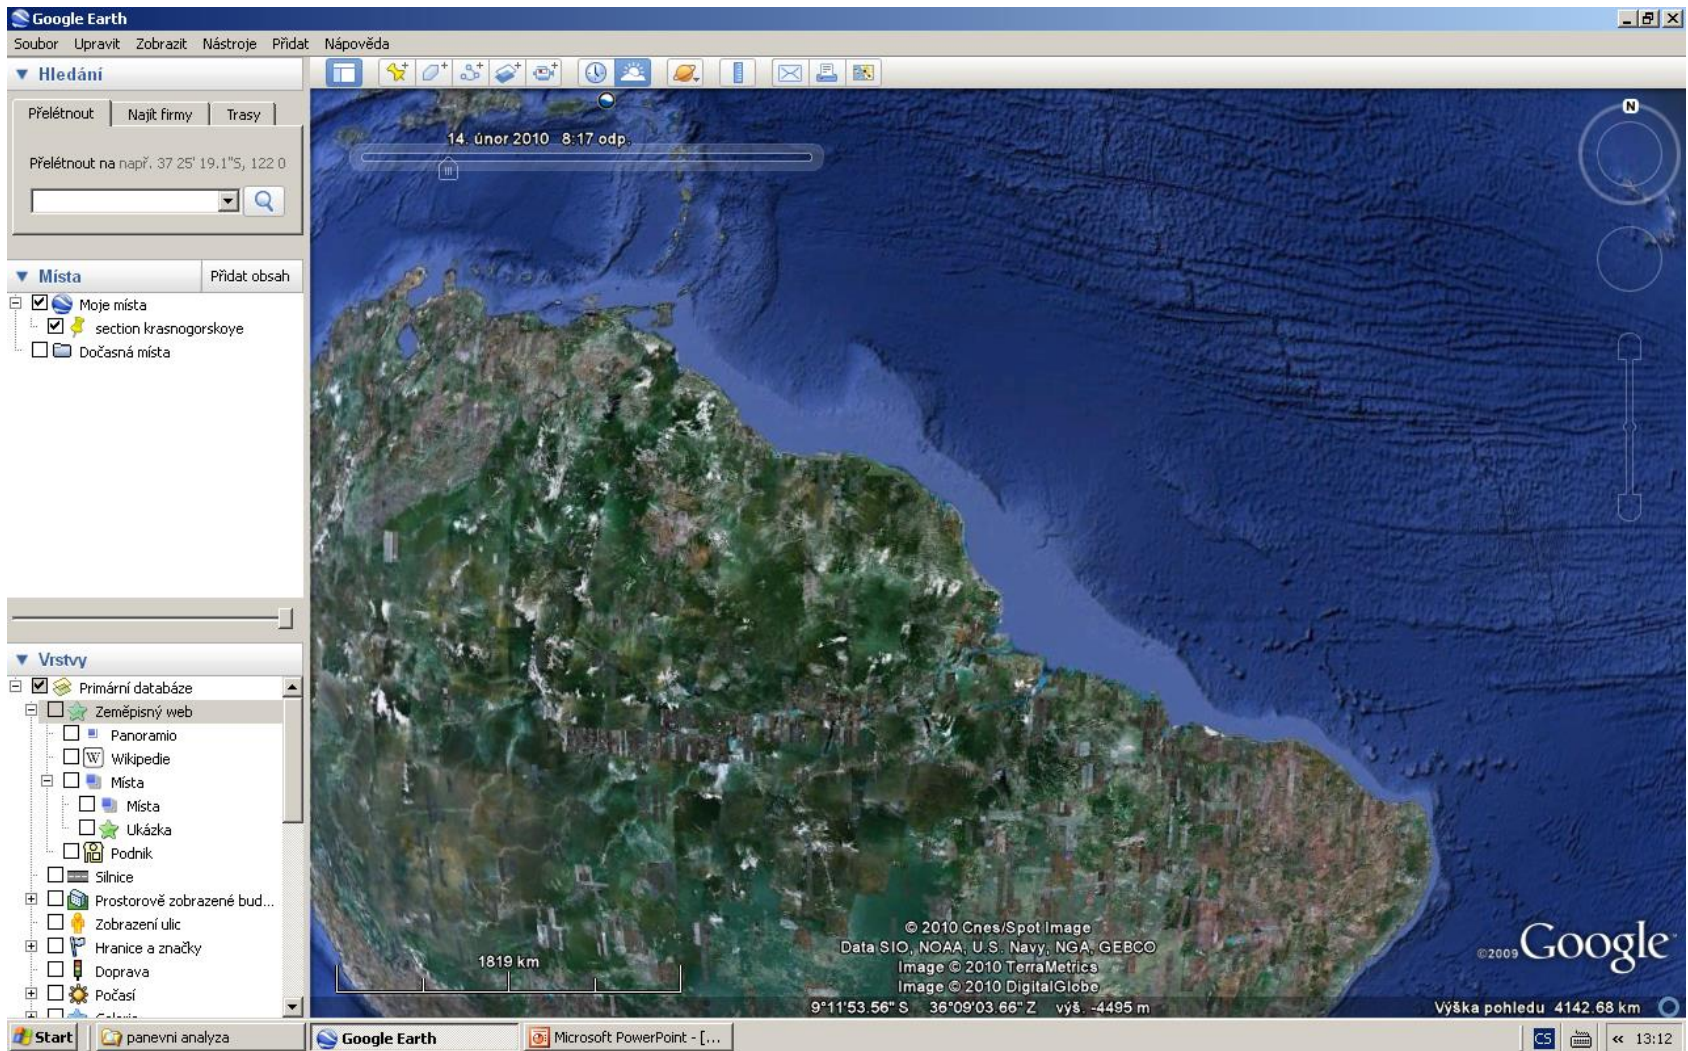 Google Earth
Soubor Upravit Zobrazit Nástroje Přidat Nápověda
Hledání
Přelétnout Najít firmy Trasy
Přelétnout na např. 37 25' 19.1"S, 122 0
Místa Přidat obsah
Moje místa
section krasnogorskoye
Dočasná místa
Vrstvy
Primární databáze
Zeměpisný web
Panoramio
W Wikipedie
Místa
Místa
Ukázka
Podnik
Silnice
Prostorově zobrazené bud...
Zobrazení ulic
Hranice a značky
Doprava
Počasí
14. únor 2010 8:17 odp.
N
1819 km
© 2010 Cnes/Spot Image
Data SIO, NOAA, U.S. Navy, NGA, GEBCO
Image © 2010 TerraMetrics
Image © 2010 DigitalGlobe
©2009 Google
9°11'53.56" S 36°09'03.66" Z výš. -4495 m
Výška pohledu 4142.68 km
Start panevni analyza Google Earth Microsoft PowerPoint - [... CS « 13:12